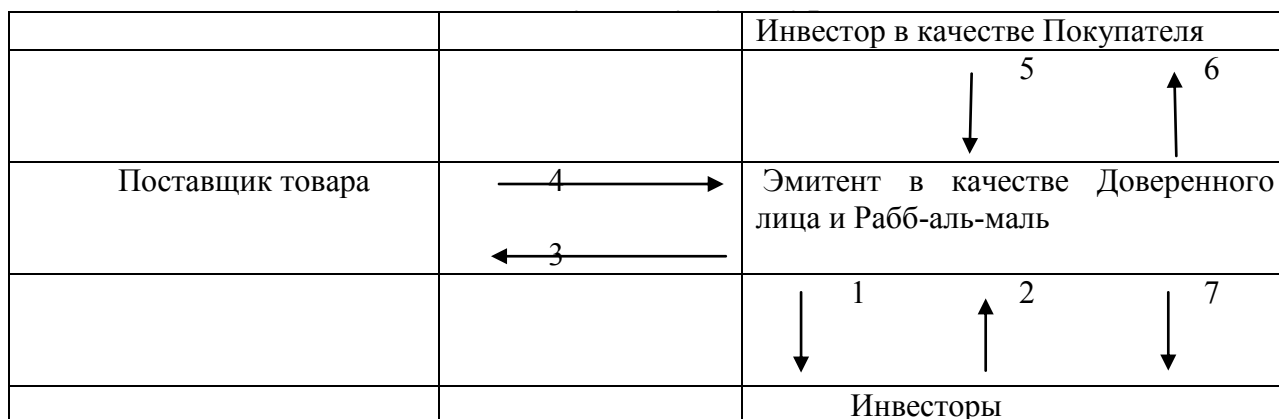 Инвестор в качестве Покупателя
5 6
Поставщик товара 4 Эмитент в качестве Доверенного
лица и Рабб-аль-маль
3
1 2 7
Инвесторы